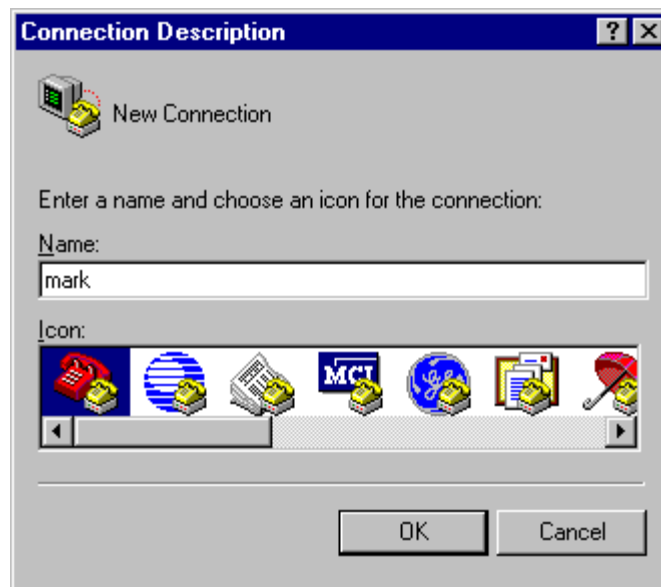 Connection Description
New Connection
Enter a name and choose an icon for the connection:
Name:
mark
Icon:
MCI
OK Cancel